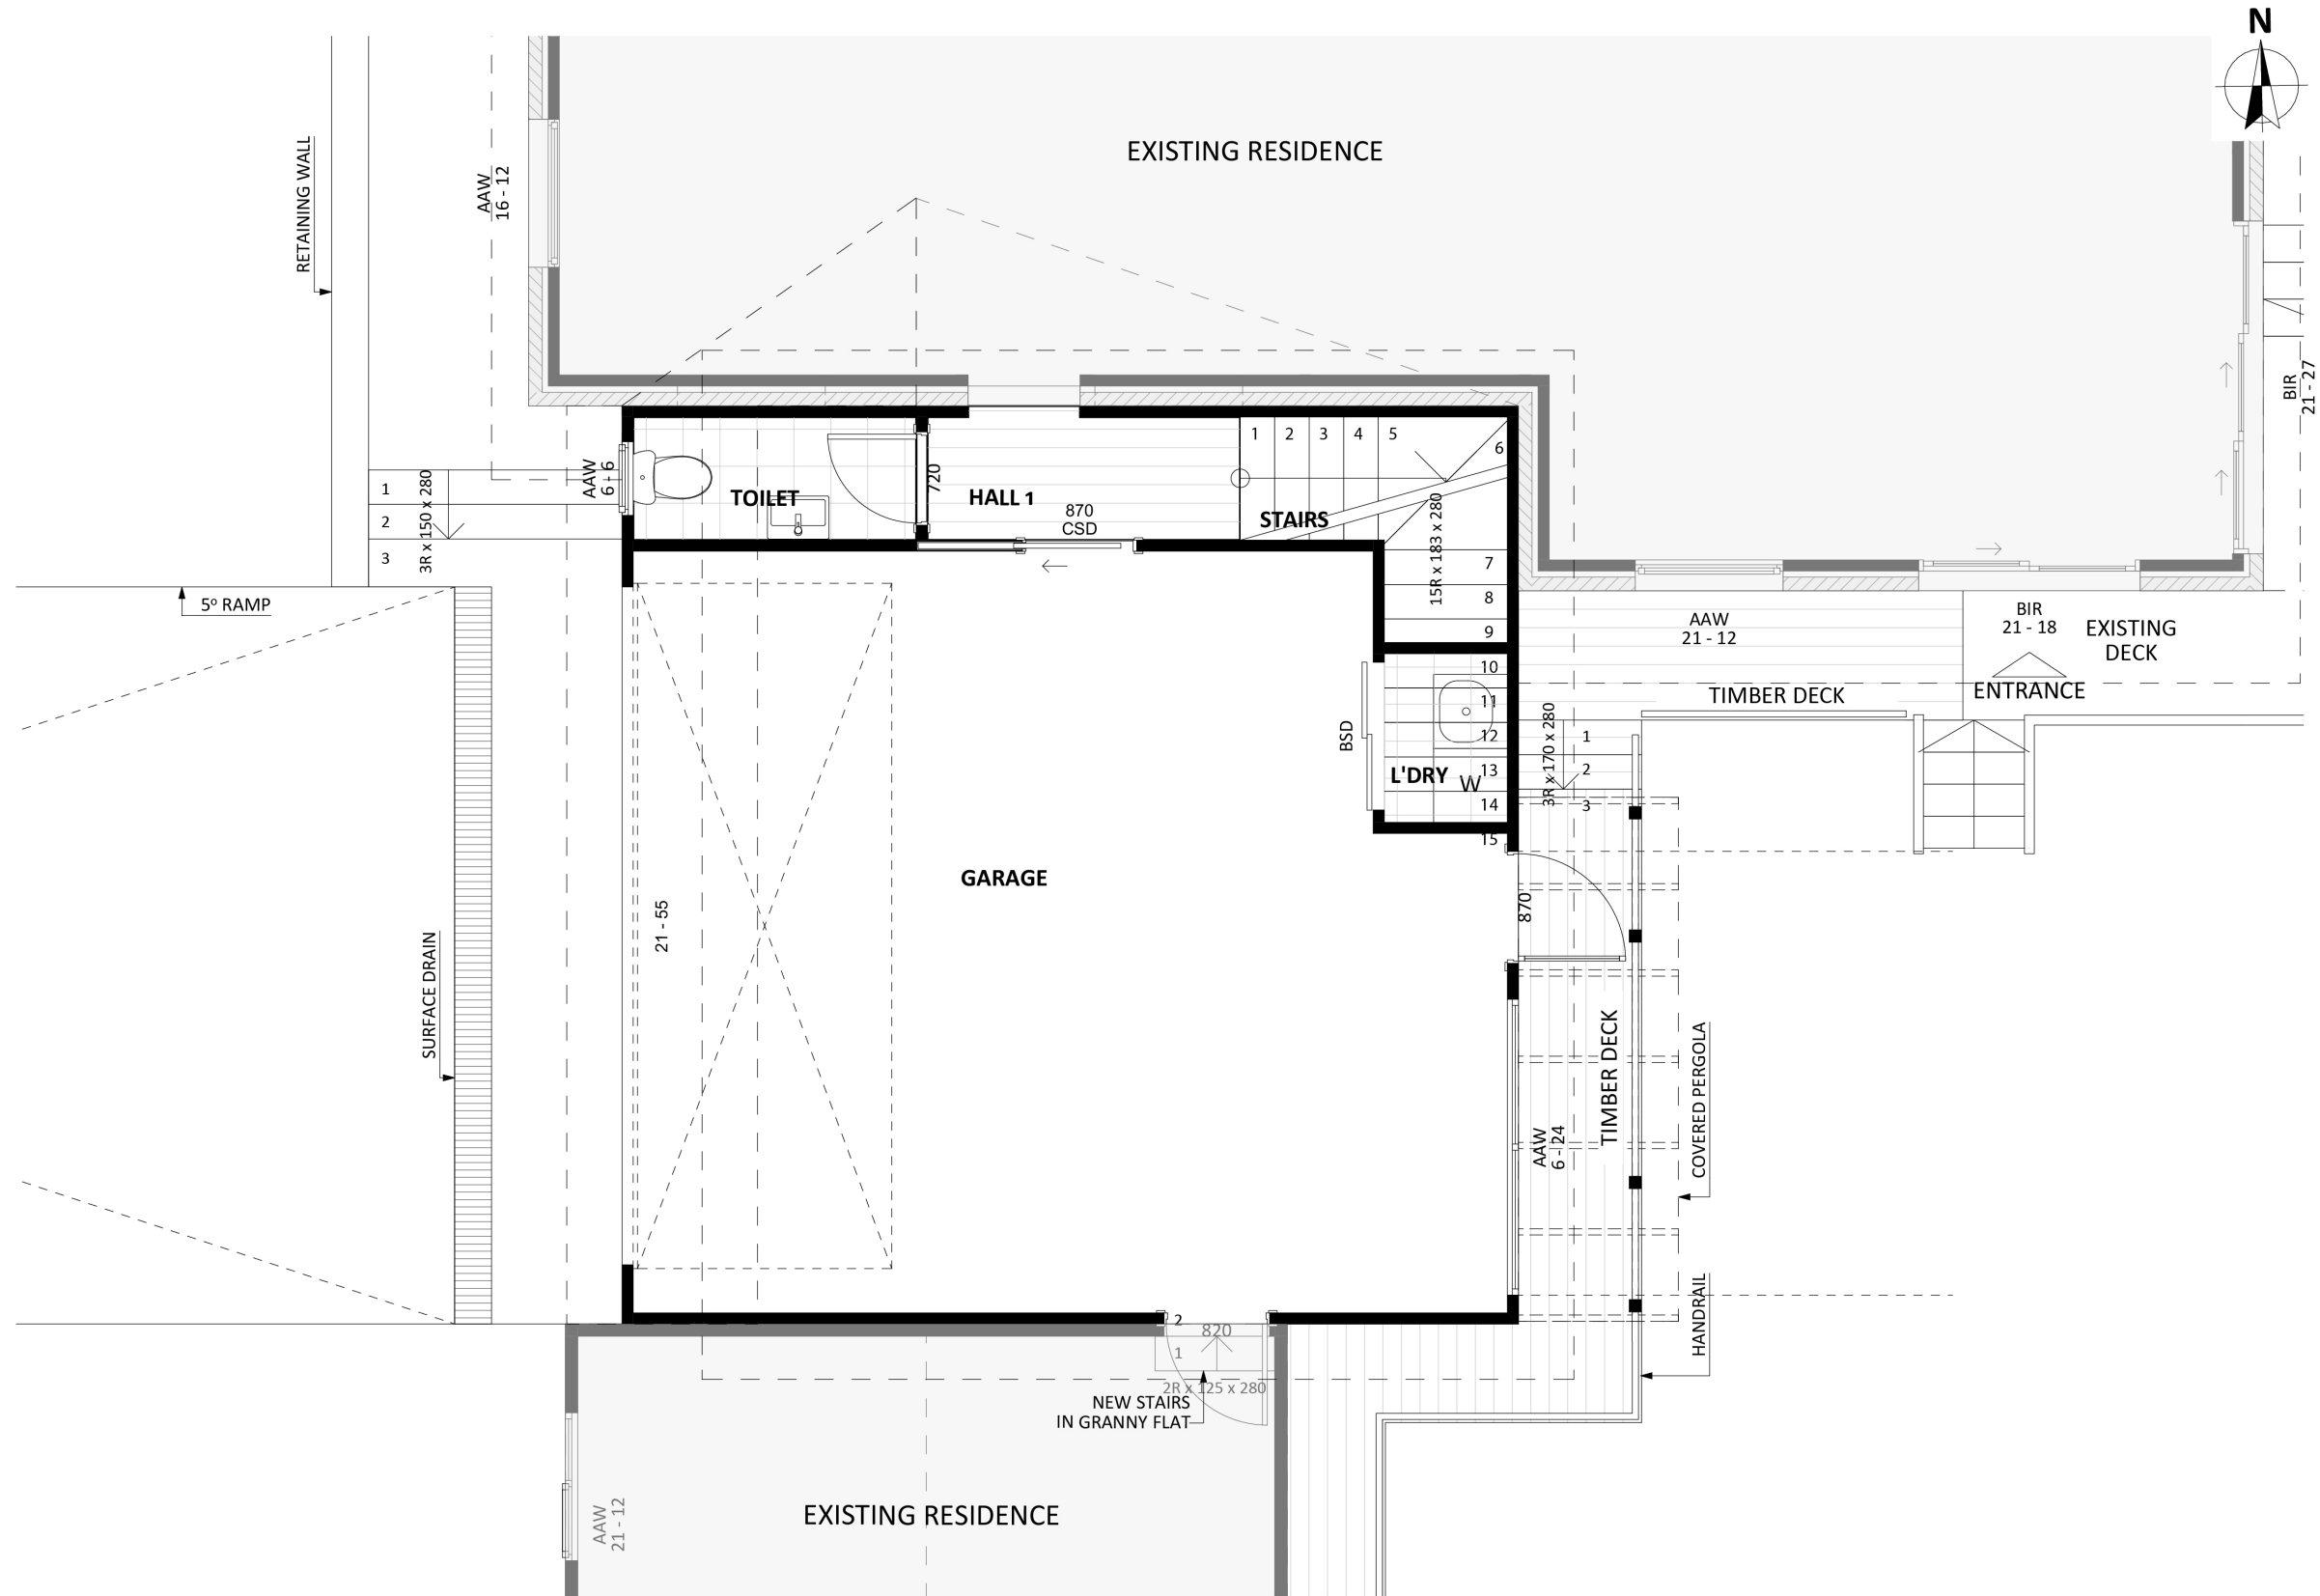 N
EXISTING RESIDENCE
RETAINING WALL
AAW
16 - 12
BIR
21 - 27
AAW
6 - 6
TOILET
720
HALL 1
870
CSD
STAIRS
1
2
3
4
5
6
7
8
9
10
11
12
13
14
15
15R x 183 x 280
1
2
3
3R x 150 x 280
5º RAMP
AAW
21 - 12
BIR
21 - 18
EXISTING
DECK
ENTRANCE
TIMBER DECK
BSD
L'DRY
W
3R x 170 x 280
1
2
3
GARAGE
21 - 55
870
SURFACE DRAIN
TIMBER DECK
AAW
6 - 24
COVERED PERGOLA
HANDRAIL
2
820
1
2R x 125 x 280
NEW STAIRS
IN GRANNY FLAT
AAW
21 - 12
EXISTING RESIDENCE